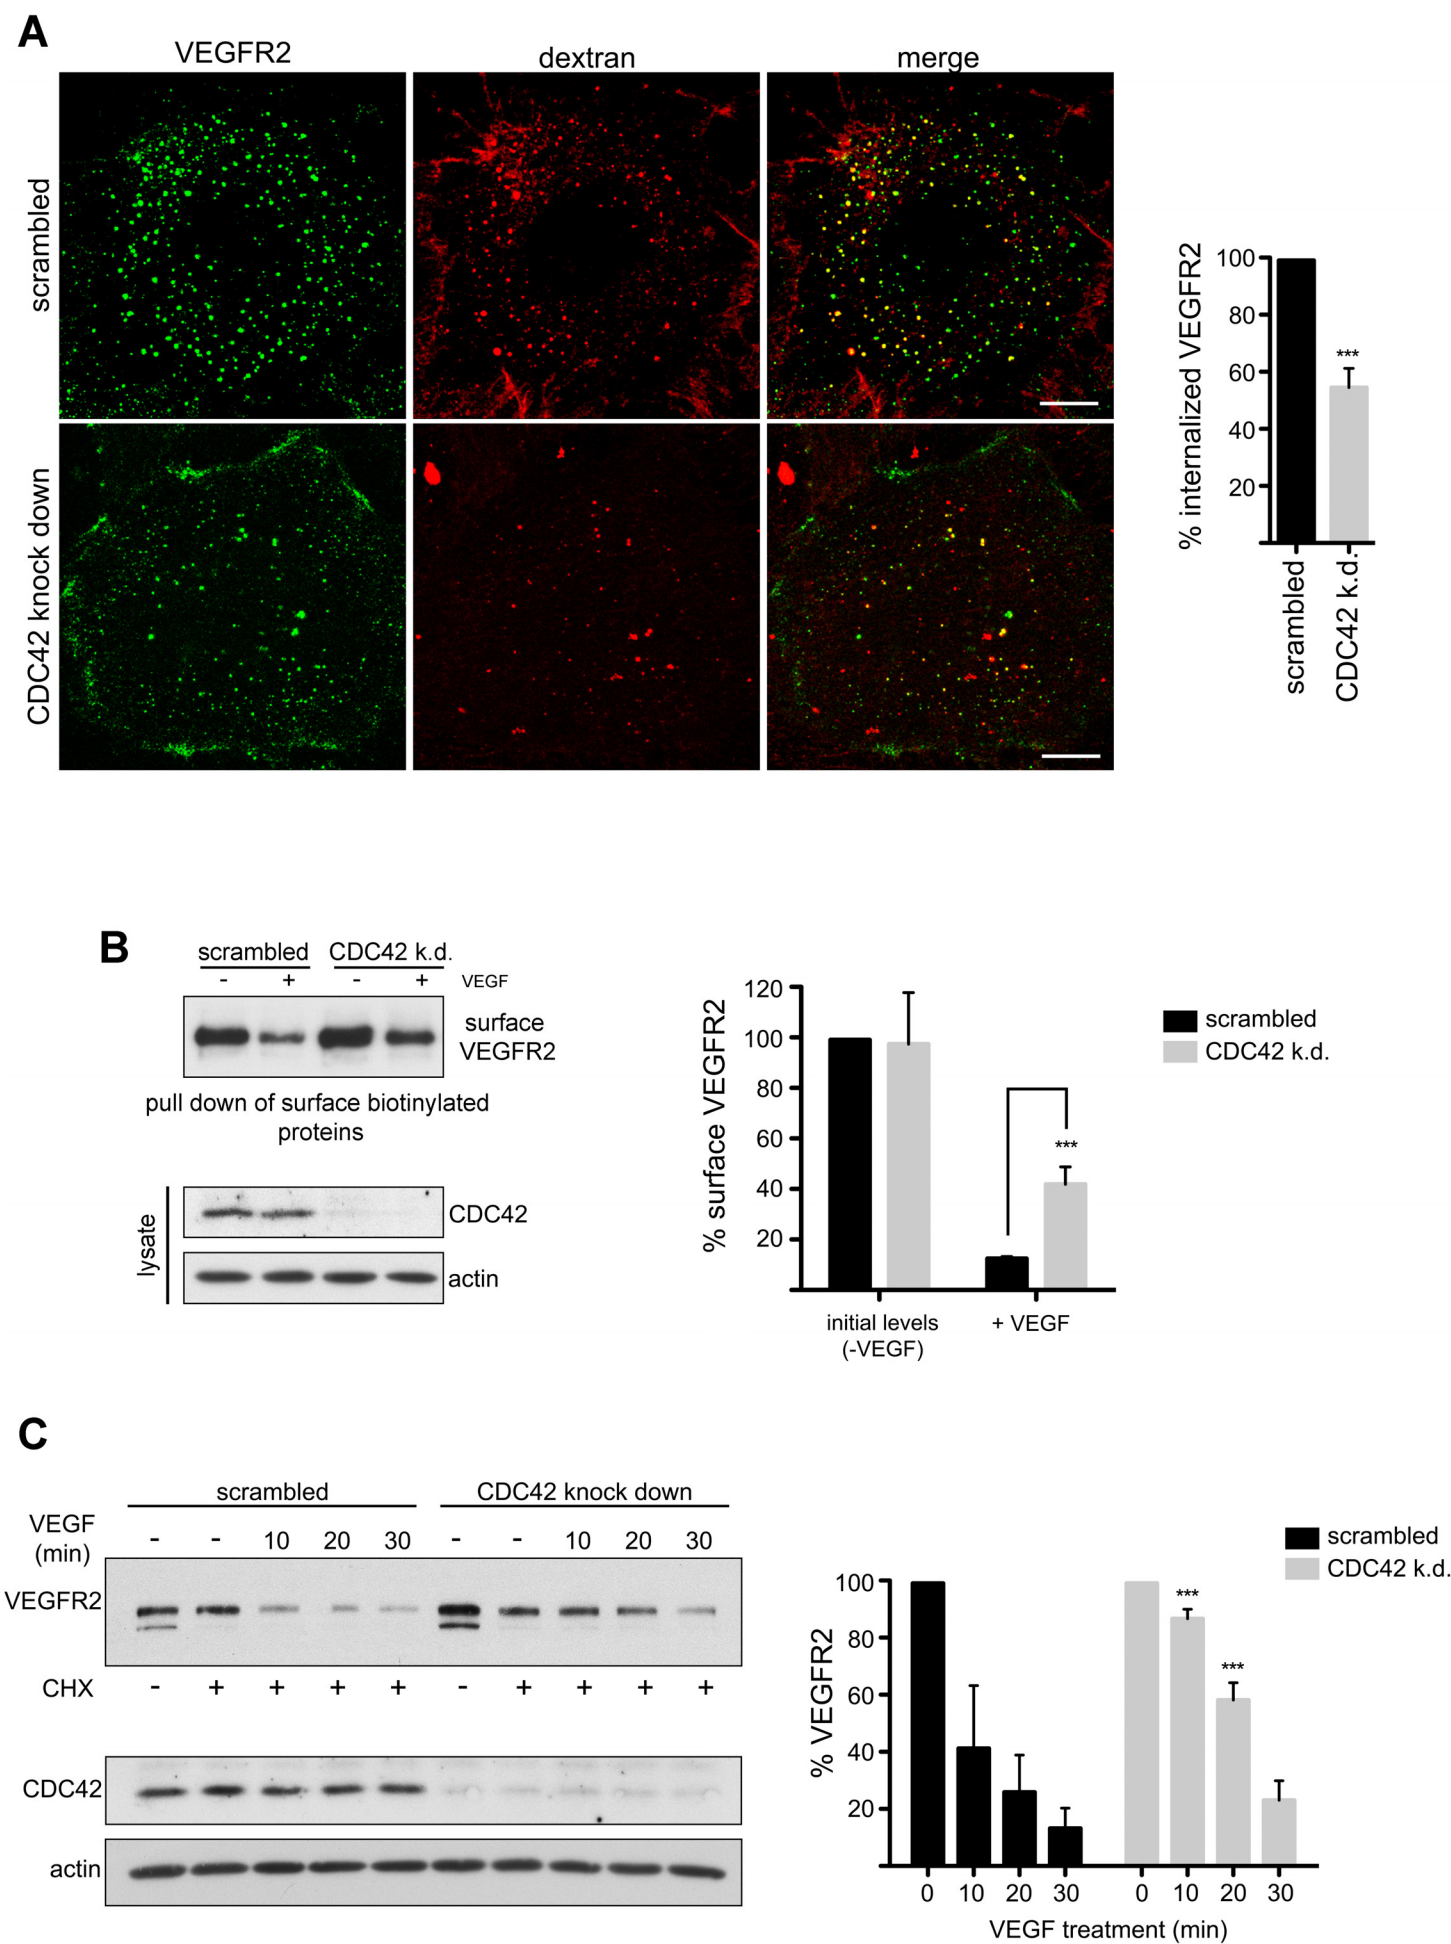 A
VEGFR2 dextran merge
scrambled
CDC42 knock down
% internalized VEGFR2
100
80
60
40
20
***
scrambled
CDC42 k.d.
B
scrambled CDC42 k.d.
- + - + VEGF
surface
VEGFR2
pull down of surface biotinylated
proteins
lysate
CDC42
actin
% surface VEGFR2
120
100
80
60
40
20
***
initial levels
(-VEGF)
+ VEGF
scrambled
CDC42 k.d.
C
scrambled CDC42 knock down
VEGF
(min)
- - 10 20 30 - - 10 20 30
VEGFR2
CHX - + + + + - + + + +
CDC42
actin
% VEGFR2
100
80
60
40
20
***
***
0 10 20 30 0 10 20 30
VEGF treatment (min)
scrambled
CDC42 k.d.